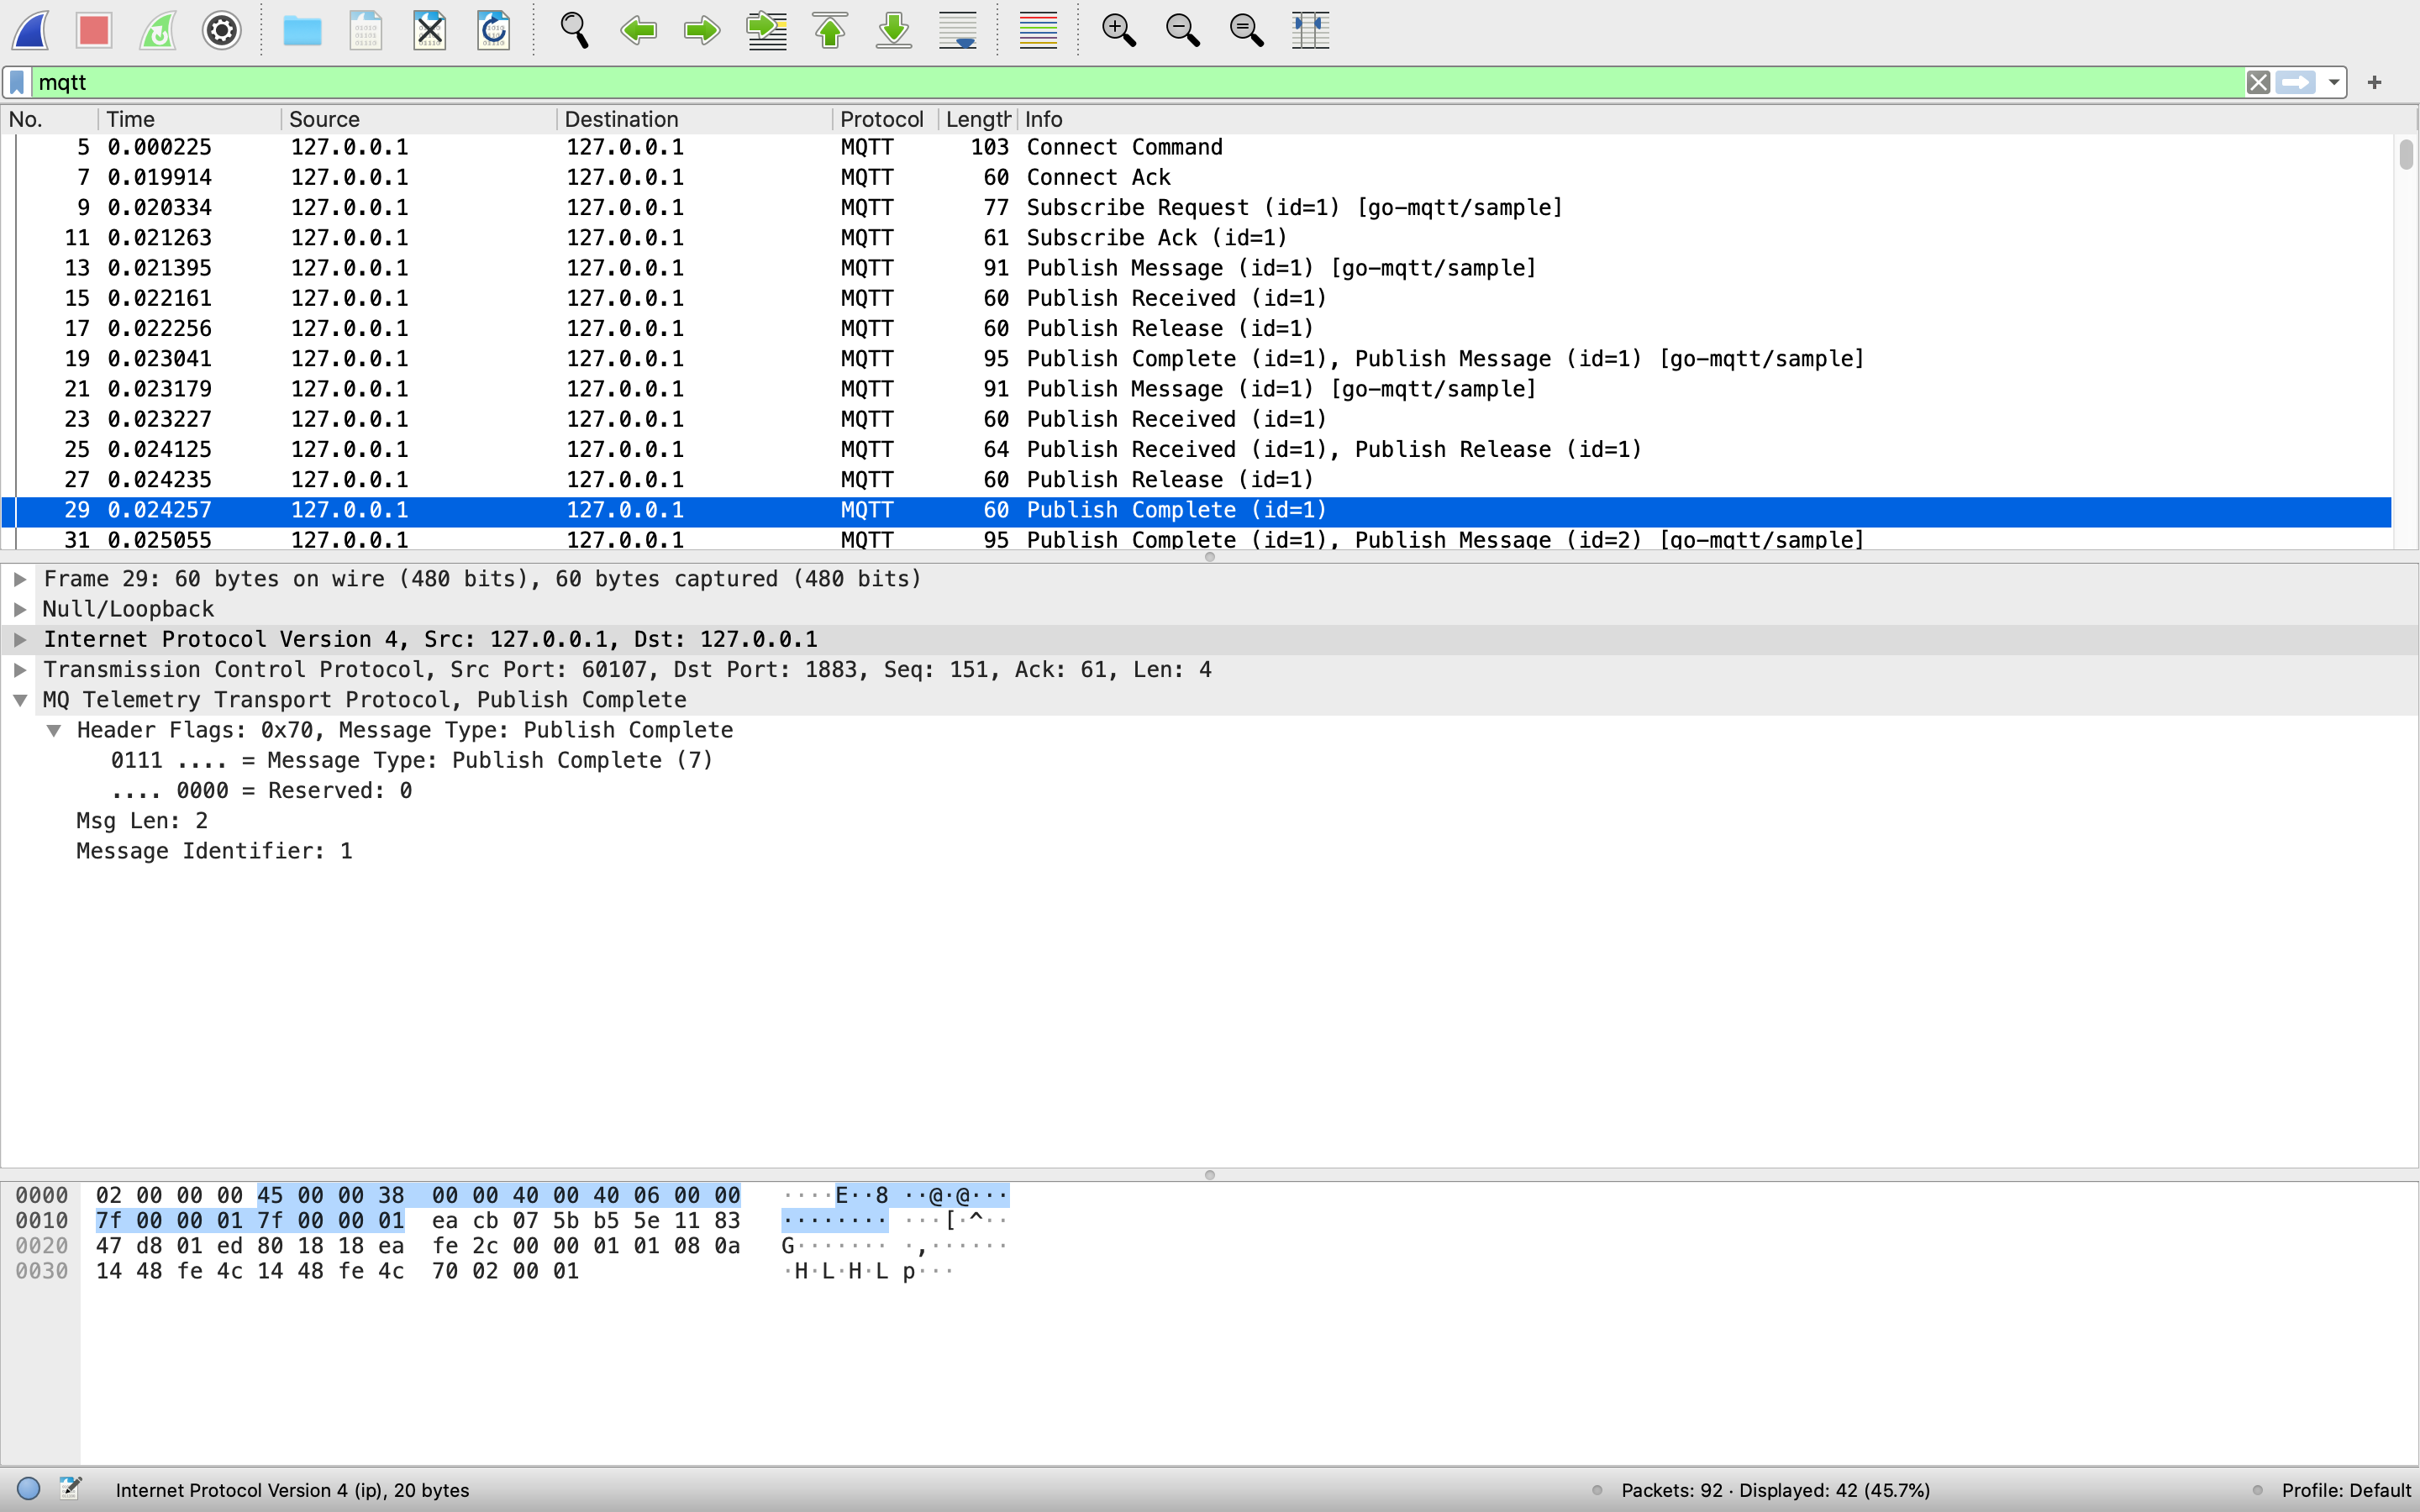 mqtt
No. Time Source Destination Protocol Length Info
5 0.000225 127.0.0.1 127.0.0.1 MQTT 103 Connect Command
7 0.019914 127.0.0.1 127.0.0.1 MQTT 60 Connect Ack
9 0.020334 127.0.0.1 127.0.0.1 MQTT 77 Subscribe Request (id=1) [go-mqtt/sample]
11 0.021263 127.0.0.1 127.0.0.1 MQTT 61 Subscribe Ack (id=1)
13 0.021395 127.0.0.1 127.0.0.1 MQTT 91 Publish Message (id=1) [go-mqtt/sample]
15 0.022161 127.0.0.1 127.0.0.1 MQTT 60 Publish Received (id=1)
17 0.022256 127.0.0.1 127.0.0.1 MQTT 60 Publish Release (id=1)
19 0.023041 127.0.0.1 127.0.0.1 MQTT 95 Publish Complete (id=1), Publish Message (id=1) [go-mqtt/sample]
21 0.023179 127.0.0.1 127.0.0.1 MQTT 91 Publish Message (id=1) [go-mqtt/sample]
23 0.023227 127.0.0.1 127.0.0.1 MQTT 60 Publish Received (id=1)
25 0.024125 127.0.0.1 127.0.0.1 MQTT 64 Publish Received (id=1), Publish Release (id=1)
27 0.024235 127.0.0.1 127.0.0.1 MQTT 60 Publish Release (id=1)
29 0.024257 127.0.0.1 127.0.0.1 MQTT 60 Publish Complete (id=1)
31 0.025055 127.0.0.1 127.0.0.1 MQTT 95 Publish Complete (id=1), Publish Message (id=2) [go-mqtt/sample]
Frame 29: 60 bytes on wire (480 bits), 60 bytes captured (480 bits)
Null/Loopback
Internet Protocol Version 4, Src: 127.0.0.1, Dst: 127.0.0.1
Transmission Control Protocol, Src Port: 60107, Dst Port: 1883, Seq: 151, Ack: 61, Len: 4
MQ Telemetry Transport Protocol, Publish Complete
Header Flags: 0x70, Message Type: Publish Complete
0111 .... = Message Type: Publish Complete (7)
.... 0000 = Reserved: 0
Msg Len: 2
Message Identifier: 1
0000 02 00 00 00 45 00 00 38 00 00 40 00 40 06 00 00 ····E··8 ··@·@···
0010 7f 00 00 01 7f 00 00 01 ea cb 07 5b b5 5e 11 83 ········ ···[·^··
0020 47 d8 01 ed 80 18 18 ea fe 2c 00 00 01 01 08 0a G······· ·,······
0030 14 48 fe 4c 14 48 fe 4c 70 02 00 01 ·H·L·H·L p···
Internet Protocol Version 4 (ip), 20 bytes Packets: 92 · Displayed: 42 (45.7%) Profile: Default